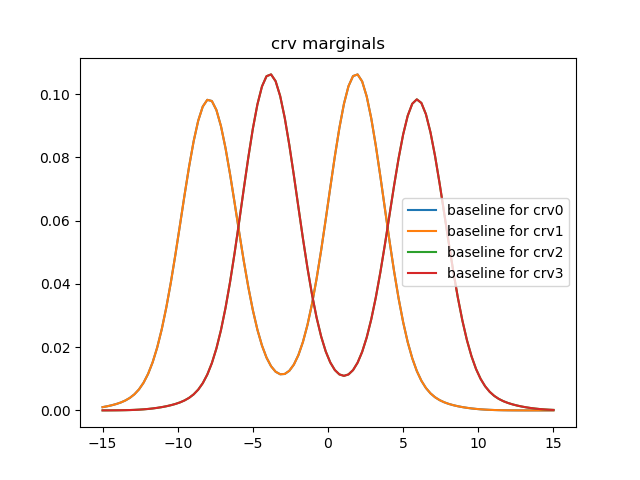 crv marginals
0.10
0.08
0.06
0.04
0.02
0.00
baseline for crv0
baseline for crv1
baseline for crv2
baseline for crv3
−15 −10 −5 0 5 10 15